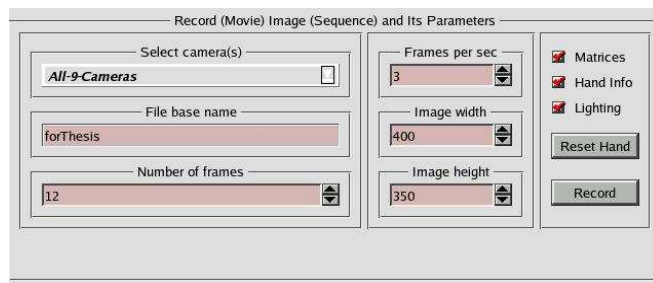 Record (Movie) Image (Sequence) and Its Parameters
Select camera(s)
All-9-Cameras
File base name
forThesis
Number of frames
12
Frames per sec
3
Image width
400
Image height
350
Matrices
Hand Info
Lighting
Reset Hand
Record